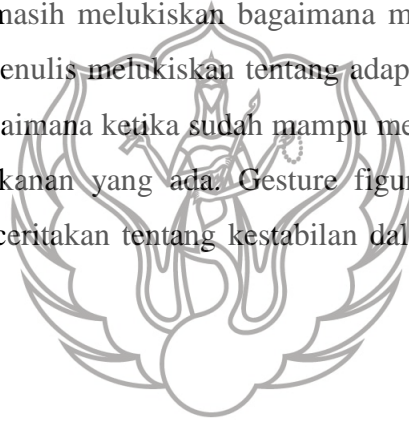 masih melukiskan bagaimana m
enulis melukiskan tentang adap
aimana ketika sudah mampu me
kanan yang ada. Gesture figur
ceritakan tentang kestabilan dal